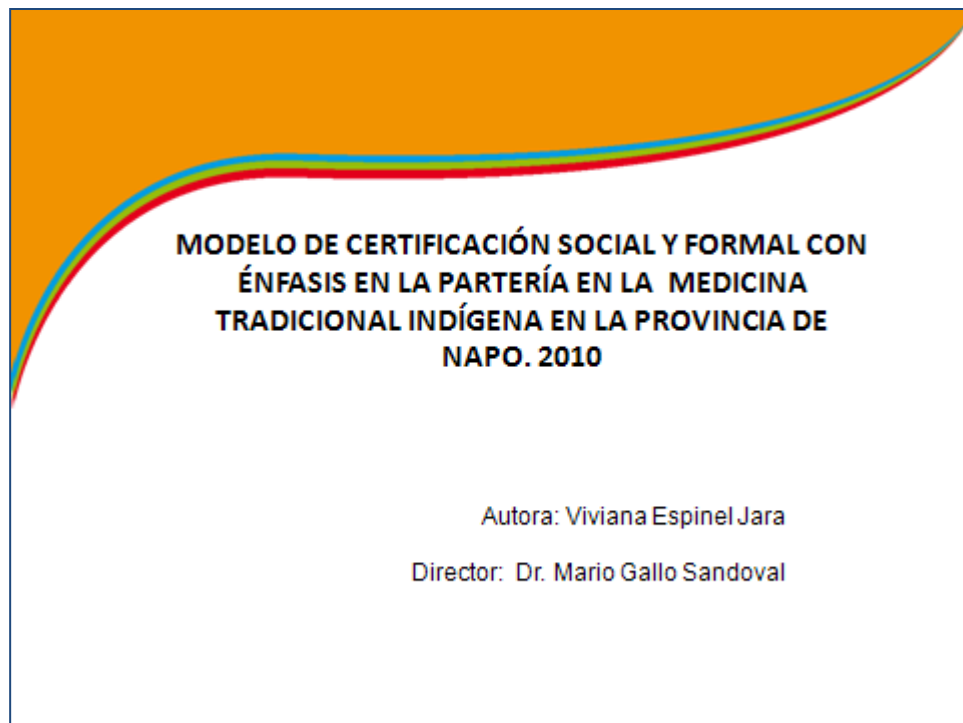 MODELO DE CERTIFICACIÓN SOCIAL Y FORMAL CON
ÉNFASIS EN LA PARTERÍA EN LA MEDICINA
TRADICIONAL INDÍGENA EN LA PROVINCIA DE
NAPO. 2010
Autora: Viviana Espinel Jara
Director: Dr. Mario Gallo Sandoval